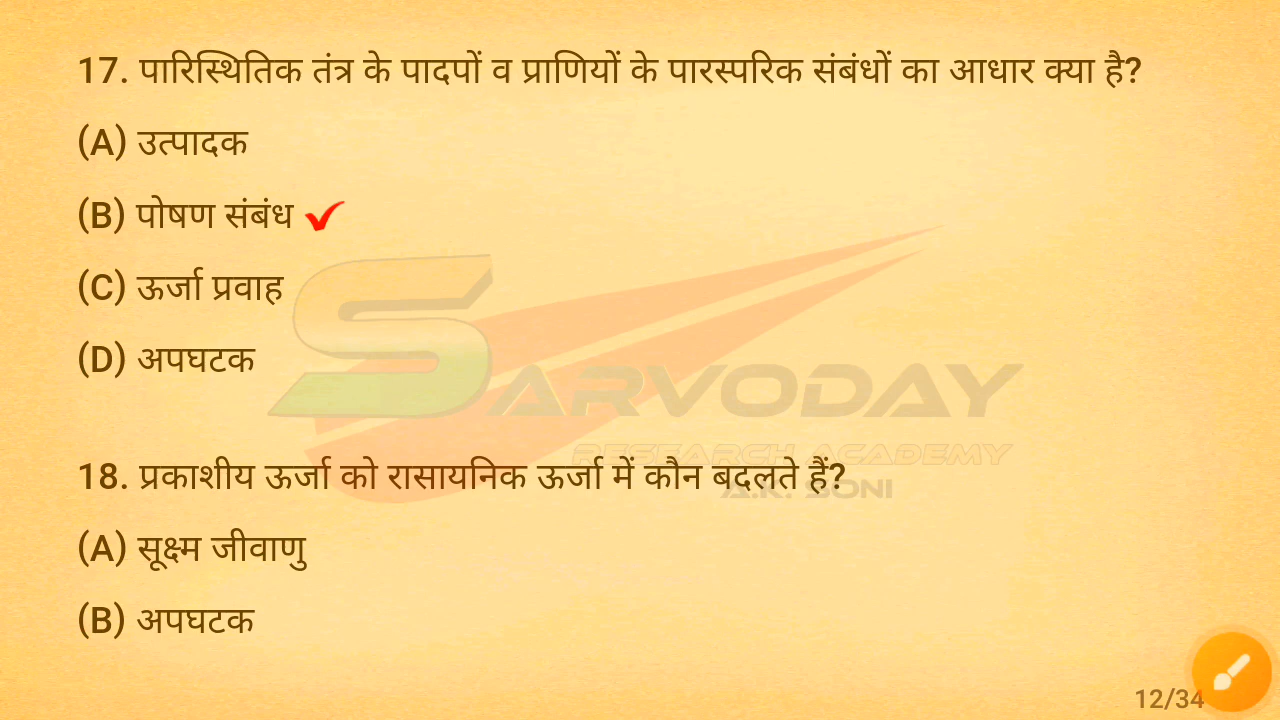 17. पारिस्थितिक तंत्र के पादपों व प्राणियों के पारस्परिक संबंधों का आधार क्या है?
(A) उत्पादक
(B) पोषण संबंध
(C) ऊर्जा प्रवाह
(D) अपघटक
SARVODAY
RESEARCH ACADEMY
A.K. SONI
18. प्रकाशीय ऊर्जा को रासायनिक ऊर्जा में कौन बदलते हैं?
(A) सूक्ष्म जीवाणु
(B) अपघटक
12/34